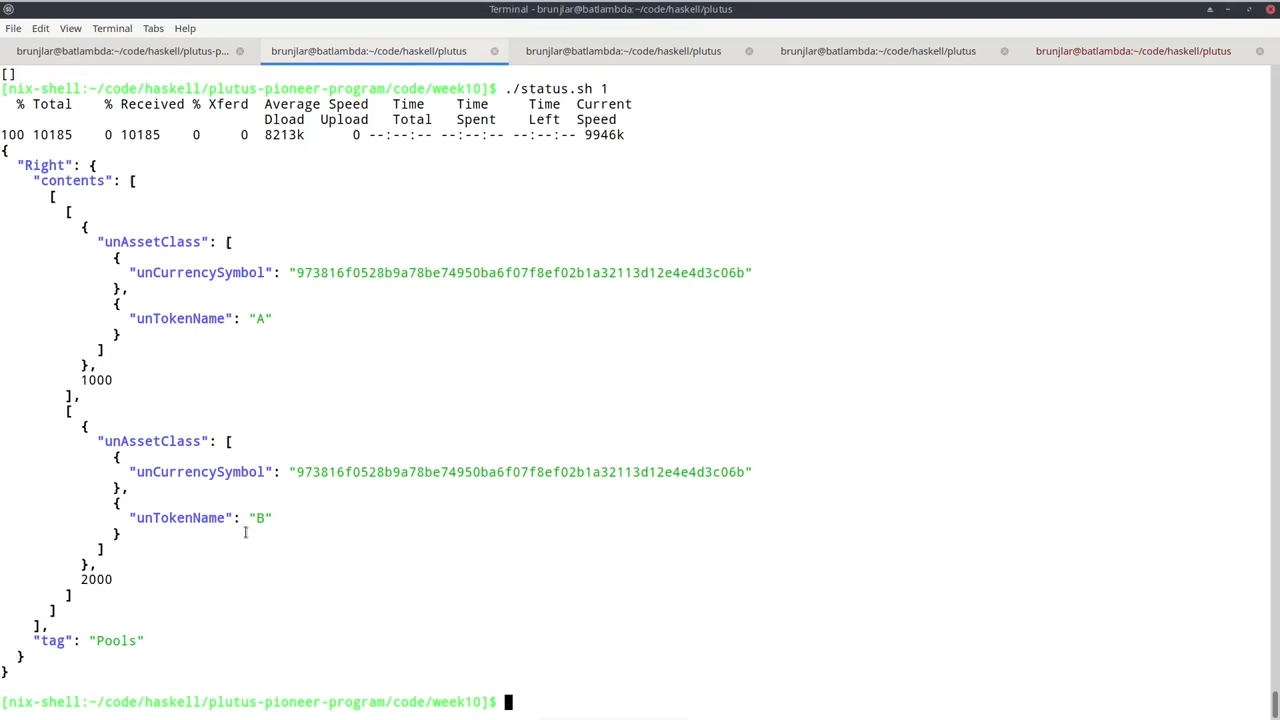 Terminal - brunjlar@batlambda:~/code/haskell/plutus
File Edit View Terminal Tabs Help
brunjlar@batlambda:~/code/haskell/plutus-p... brunjlar@batlambda:~/code/haskell/plutus brunjlar@batlambda:~/code/haskell/plutus brunjlar@batlambda:~/code/haskell/plutus brunjlar@batlambda:~/code/haskell/plutus
[]
[nix-shell:~/code/haskell/plutus-pioneer-program/code/week10]$ ./status.sh 1
% Total % Received % Xferd Average Speed Time Time Time Current
Dload Upload Total Spent Left Speed
100 10185 0 10185 0 0 8213k 0 --:--:-- --:--:-- --:--:-- 9946k
{
"Right": {
"contents": [
[
[
{
"unAssetClass": [
{
"unCurrencySymbol": "973816f0528b9a78be74950ba6f07f8ef02b1a32113d12e4e4d3c06b"
},
{
"unTokenName": "A"
}
]
},
1000
],
[
{
"unAssetClass": [
{
"unCurrencySymbol": "973816f0528b9a78be74950ba6f07f8ef02b1a32113d12e4e4d3c06b"
},
{
"unTokenName": "B"
}
]
},
2000
]
]
],
"tag": "Pools"
}
}
[nix-shell:~/code/haskell/plutus-pioneer-program/code/week10]$